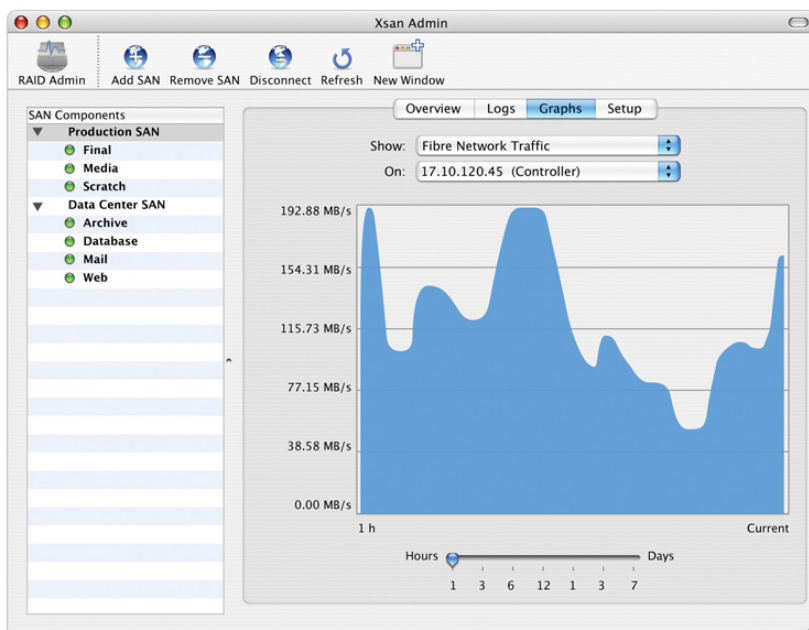 Xsan Admin
RAID Admin Add SAN Remove SAN Disconnect Refresh New Window
SAN Components
Production SAN
Final
Media
Scratch
Data Center SAN
Archive
Database
Mail
Web
Overview Logs Graphs Setup
Show: Fibre Network Traffic
On: 17.10.120.45 (Controller)
192.88 MB/s
154.31 MB/s
115.73 MB/s
77.15 MB/s
38.58 MB/s
0.00 MB/s
1 h Current
Hours Days
1 3 6 12 1 3 7